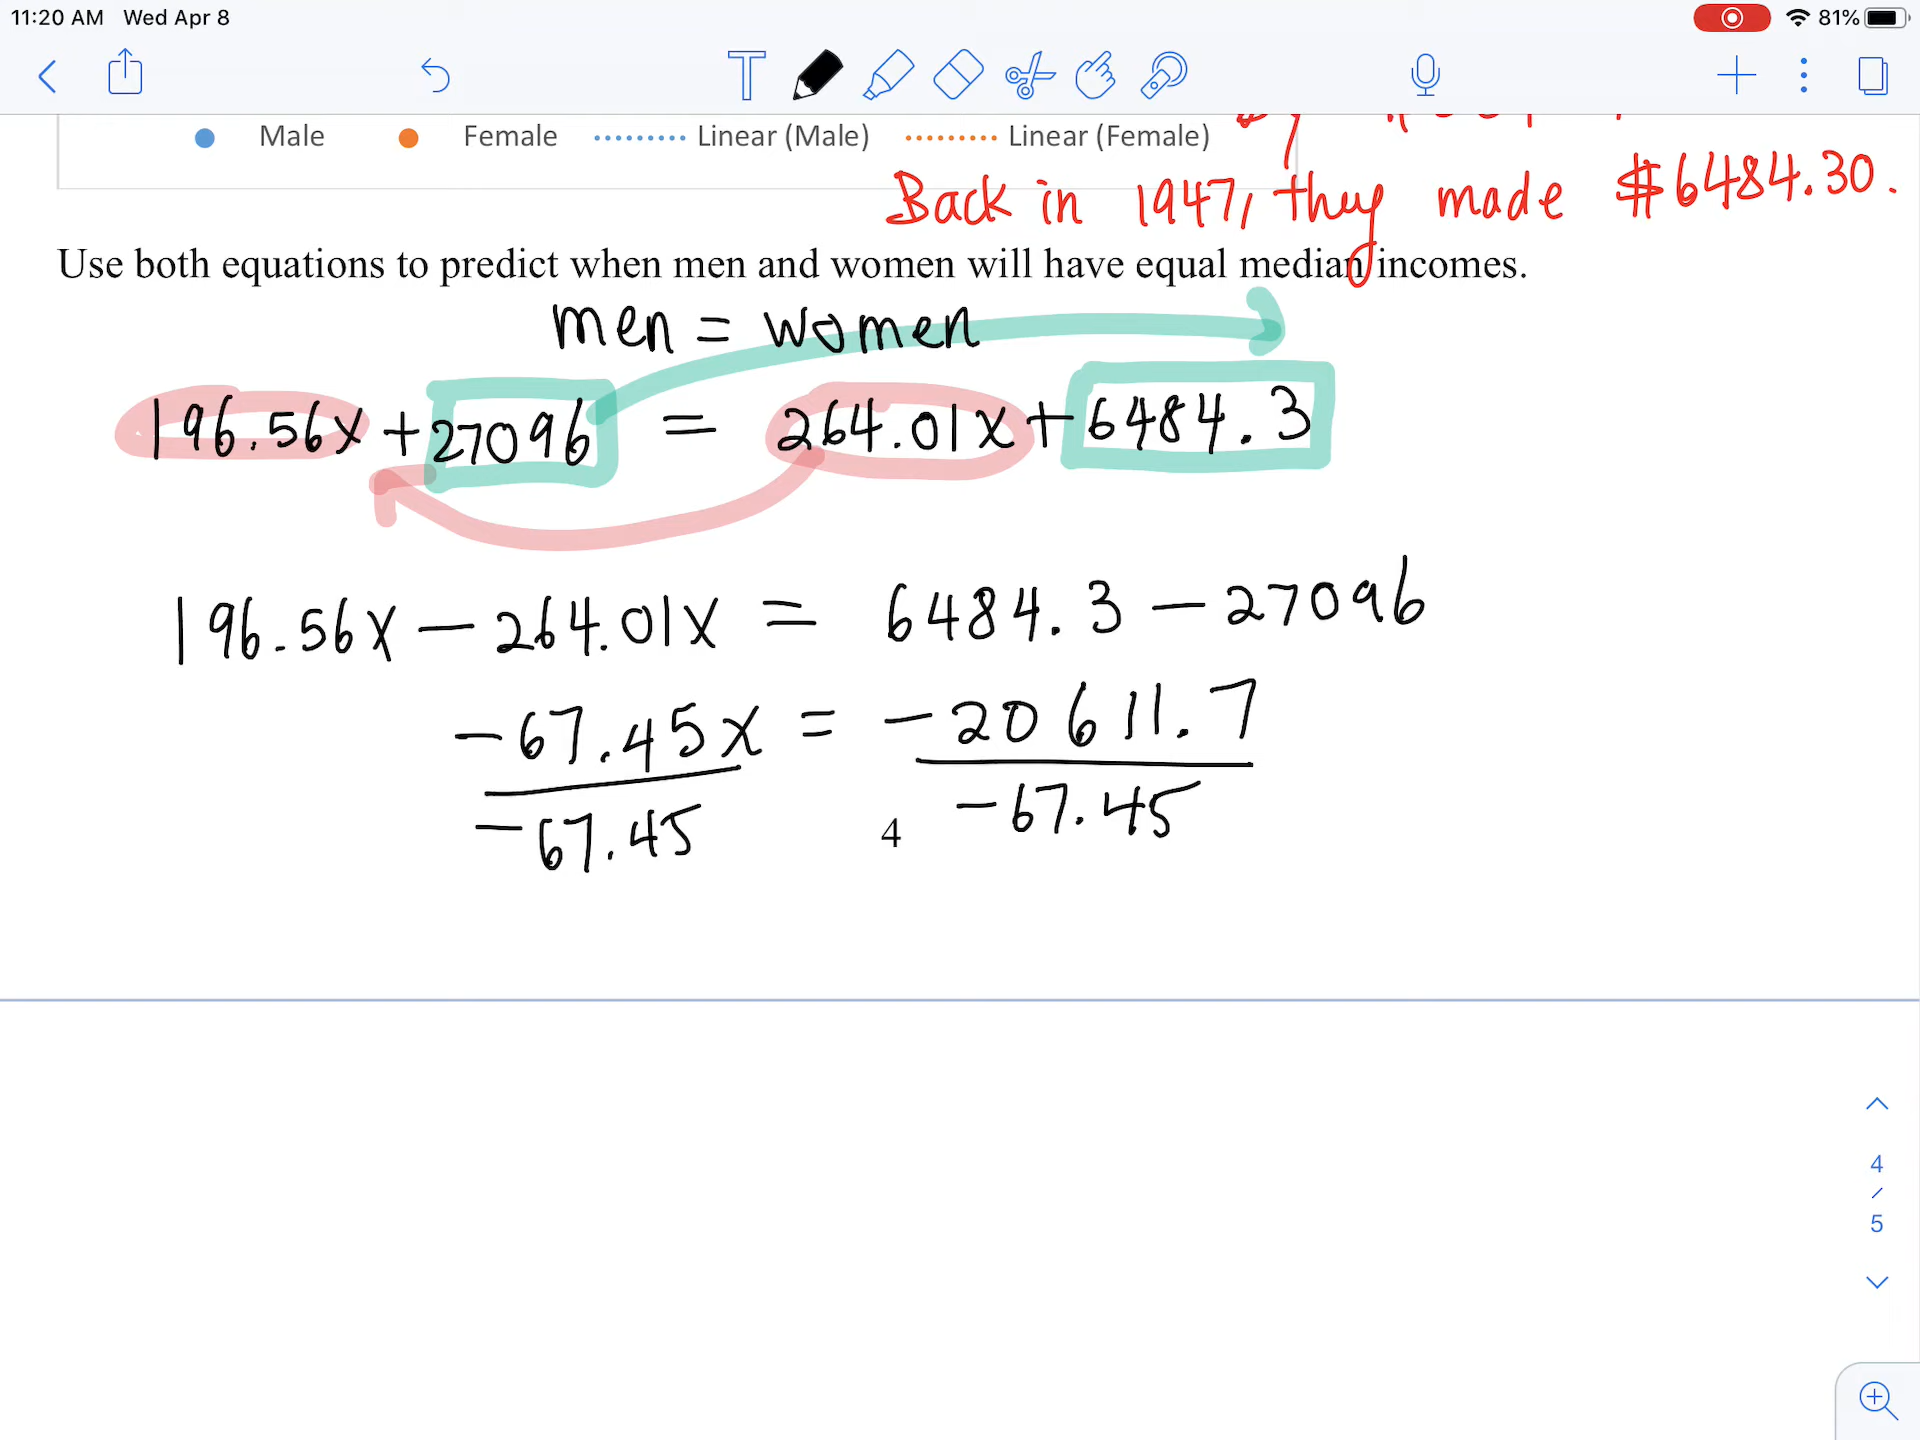 11:20 AM Wed Apr 8 81%
T
Male Female Linear (Male) Linear (Female)
Back in 1947, they made $6484.30.
Use both equations to predict when men and women will have equal median incomes.
men = women
196.56x + 27096 = 264.01x + 6484.3
196.56x - 264.01x = 6484.3 - 27096
-67.45x = -20611.7
-67.45 -67.45
4
4
/
5